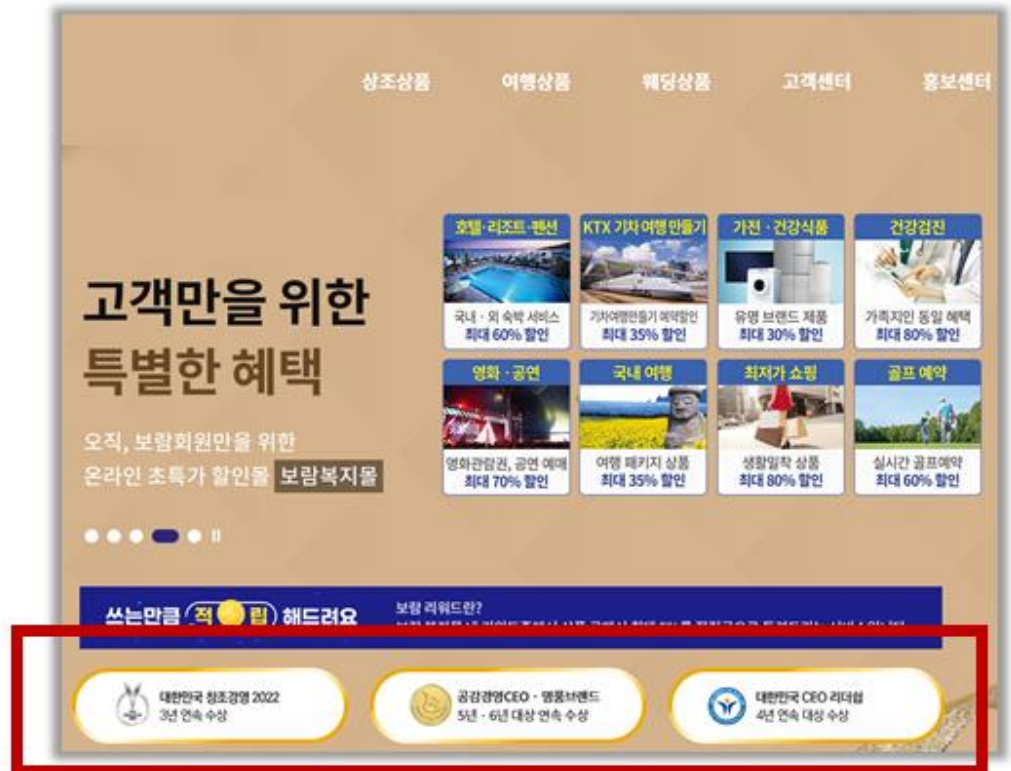 상조상품 여행상품 웨딩상품 고객센터 홍보센터
고객만을 위한
특별한 혜택
오직, 보람회원만을 위한
온라인 초특가 할인몰 보람복지몰
호텔·리조트·펜션
국내·외 숙박 서비스
최대 60% 할인
KTX 기차여행만들기
기차여행만들기 예약할인
최대 35% 할인
가전·건강식품
유명 브랜드 제품
최대 30% 할인
건강검진
가족지인 동일 혜택
최대 80% 할인
영화·공연
영화관람권, 공연 예매
최대 70% 할인
국내 여행
여행 패키지 상품
최대 35% 할인
최저가 쇼핑
생활밀착 상품
최대 80% 할인
골프 예약
실시간 골프예약
최대 60% 할인
쓰는만큼 적립 해드려요
보람 리워드란?
대한민국 창조경영 2022
3년 연속 수상
공감경영CEO · 명품브랜드
5년 · 6년 대상 연속 수상
대한민국 CEO 리더쉽
4년 연속 대상 수상